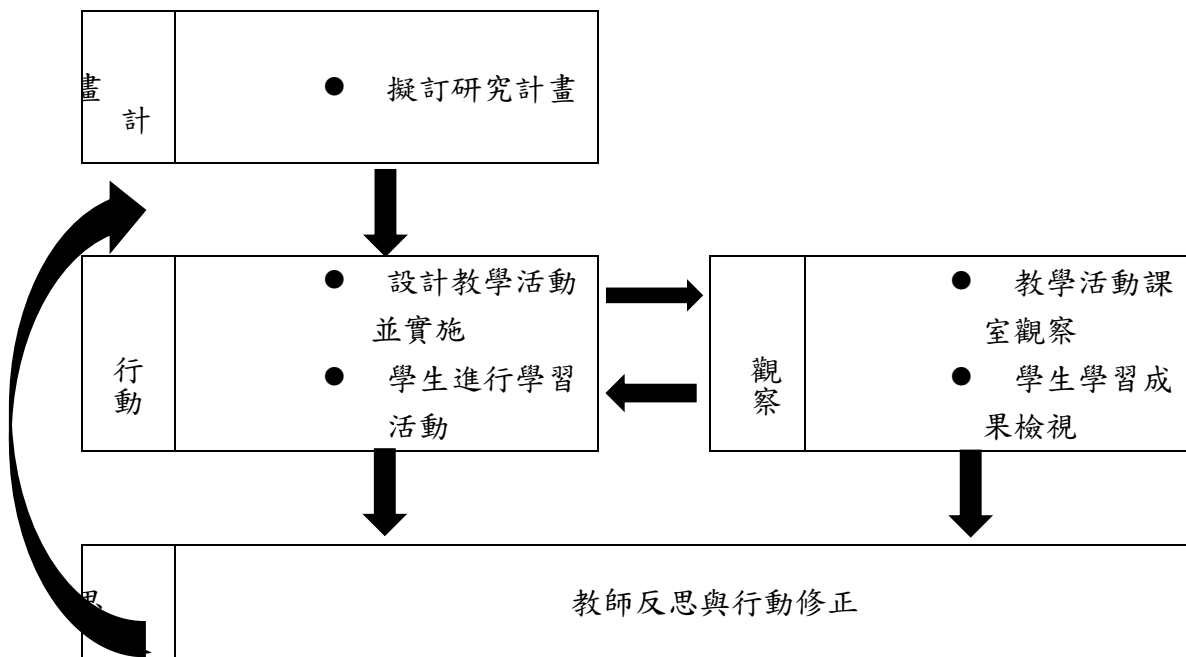 計畫
● 擬訂研究計畫
行動
● 設計教學活動
並實施
● 學生進行學習
活動
觀察
● 教學活動課
室觀察
● 學生學習成
果檢視
教師反思與行動修正